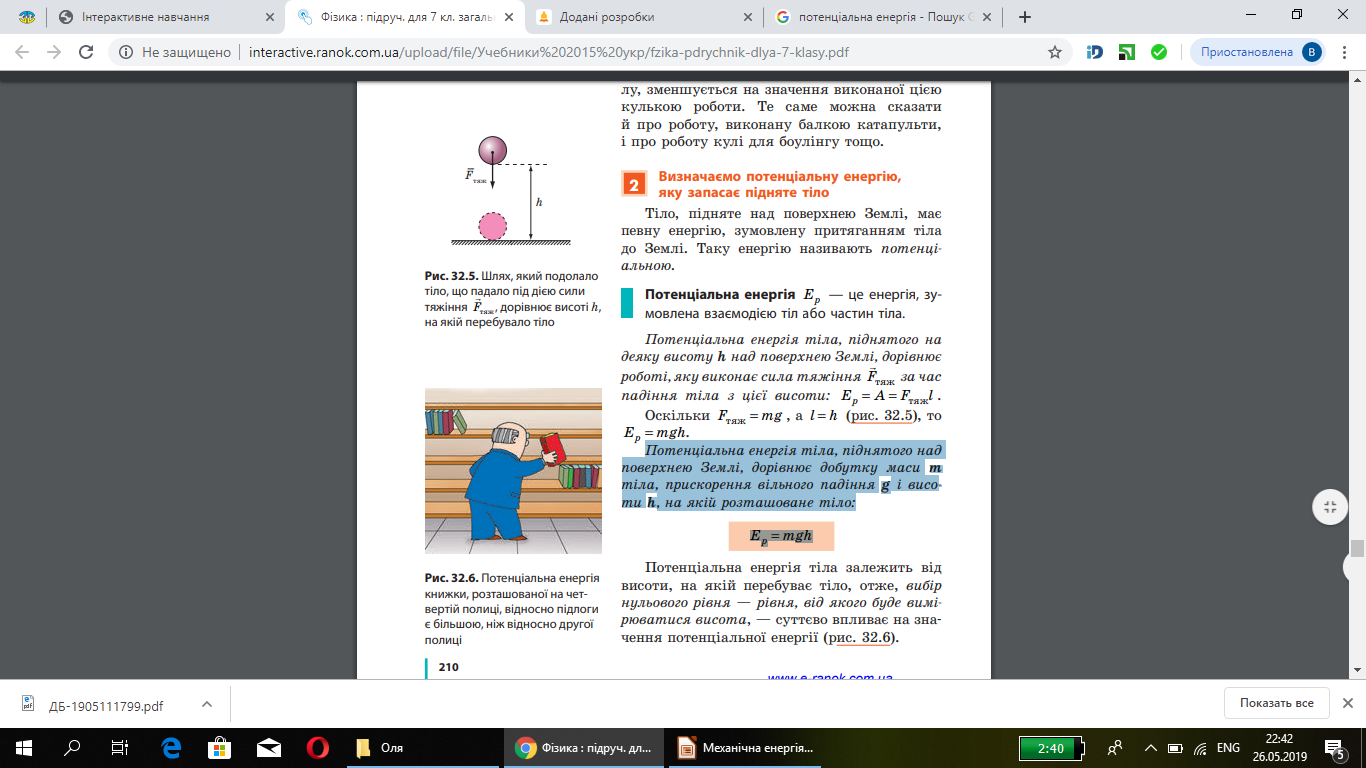 Інтерактивне навчання
Фізика : підруч. для 7 кл. загаль
Додані розробки
потенціальна енергія - Пошук G
Не защищено
interactive.ranok.com.ua/upload/file/Учебники%202015%20укр/fzika-pdrychnik-dlya-7-klasy.pdf
Приостановлена
B
F тяж
h
Рис. 32.5. Шлях, який подолало
тіло, що падало під дією сили
тяжіння F тяж, дорівнює висоті h,
на якій перебувало тіло
Рис. 32.6. Потенціальна енергія
книжки, розташованої на чет-
вертій полиці, відносно підлоги
є більшою, ніж відносно другої
полиці
210
лу, зменшується на значення виконаної цією
кулькою роботи. Те саме можна сказати
й про роботу, виконану балкою катапульти,
і про роботу кулі для боулінгу тощо.
2
Визначаємо потенціальну енергію,
яку запасає підняте тіло
Тіло, підняте над поверхнею Землі, має
певну енергію, зумовлену притяганням тіла
до Землі. Таку енергію називають потенці-
альною.
Потенціальна енергія Ep — це енергія, зу-
мовлена взаємодією тіл або частин тіла.
Потенціальна енергія тіла, піднятого на
деяку висоту h над поверхнею Землі, дорівнює
роботі, яку виконає сила тяжіння F тяж за час
падіння тіла з цієї висоти: Ep = A = Fтяжl .
Оскільки Fтяж = mg , а l = h (рис. 32.5), то
Ep = mgh.
Потенціальна енергія тіла, піднятого над
поверхнею Землі, дорівнює добутку маси m
тіла, прискорення вільного падіння g і висо-
ти h, на якій розташоване тіло:
Ep = mgh
Потенціальна енергія тіла залежить від
висоти, на якій перебуває тіло, отже, вибір
нульового рівня — рівня, від якого буде вимі-
рюватися висота, — суттєво впливає на зна-
чення потенціальної енергії (рис. 32.6).
www.e-ranok.com.ua
ДБ-1905111799.pdf
Показать все
Оля
Фізика : підруч. дл...
Механічна енергія...
2:40
ENG
22:42
26.05.2019
5